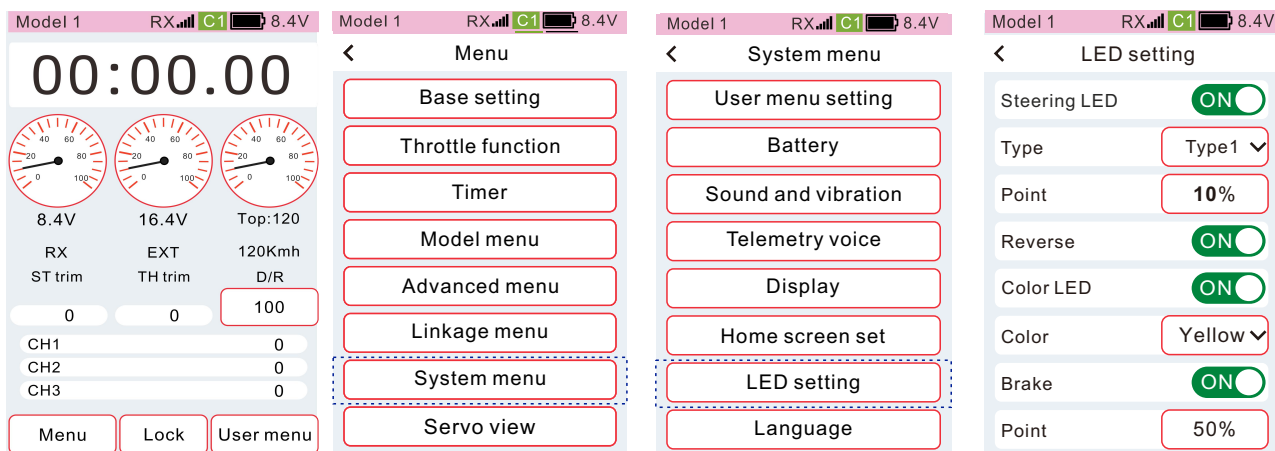 Model 1 RX C1 8.4V
00:00.00
40 60
20 80
0 100
40 60
20 80
0 100
40 60
20 80
0 100
8.4V 16.4V Top:120
RX EXT 120Kmh
ST trim TH trim D/R
0 0 100
CH1 0
CH2 0
CH3 0
Menu Lock User menu
Model 1 RX C1 8.4V
< Menu
Base setting
Throttle function
Timer
Model menu
Advanced menu
Linkage menu
System menu
Servo view
Model 1 RX C1 8.4V
< System menu
User menu setting
Battery
Sound and vibration
Telemetry voice
Display
Home screen set
LED setting
Language
Model 1 RX C1 8.4V
< LED setting
Steering LED ON
Type Type1
Point 10%
Reverse ON
Color LED ON
Color Yellow
Brake ON
Point 50%